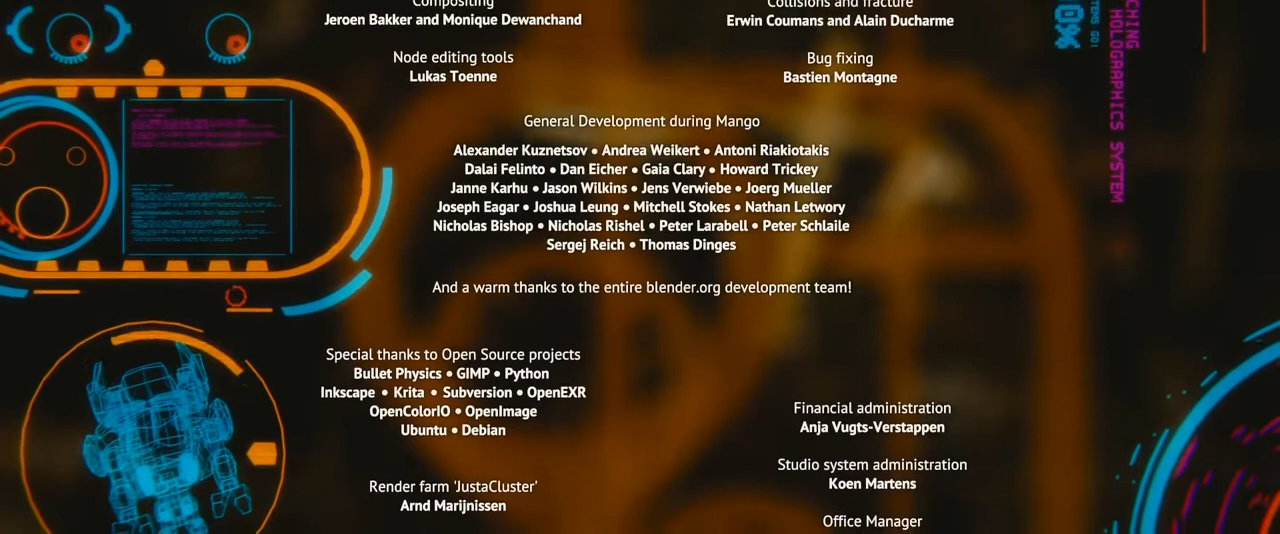 Compositing
Jeroen Bakker and Monique Dewanchand
Node editing tools
Lukas Toenne
Collisions and fracture
Erwin Coumans and Alain Ducharme
Bug fixing
Bastien Montagne
General Development during Mango
Alexander Kuznetsov • Andrea Weikert • Antoni Riakiotakis
Dalai Felinto • Dan Eicher • Gaia Clary • Howard Trickey
Janne Karhu • Jason Wilkins • Jens Verwiebe • Joerg Mueller
Joseph Eagar • Joshua Leung • Mitchell Stokes • Nathan Letwory
Nicholas Bishop • Nicholas Rishel • Peter Larabell • Peter Schlaile
Sergej Reich • Thomas Dinges
And a warm thanks to the entire blender.org development team!
Special thanks to Open Source projects
Bullet Physics • GIMP • Python
Inkscape • Krita • Subversion • OpenEXR
OpenColorIO • OpenImage
Ubuntu • Debian
Render farm 'JustaCluster'
Arnd Marijnissen
Financial administration
Anja Vugts-Verstappen
Studio system administration
Koen Martens
Office Manager
CHING
HOLOGRAPHICS SYSTEM
TEMS GO!
0%